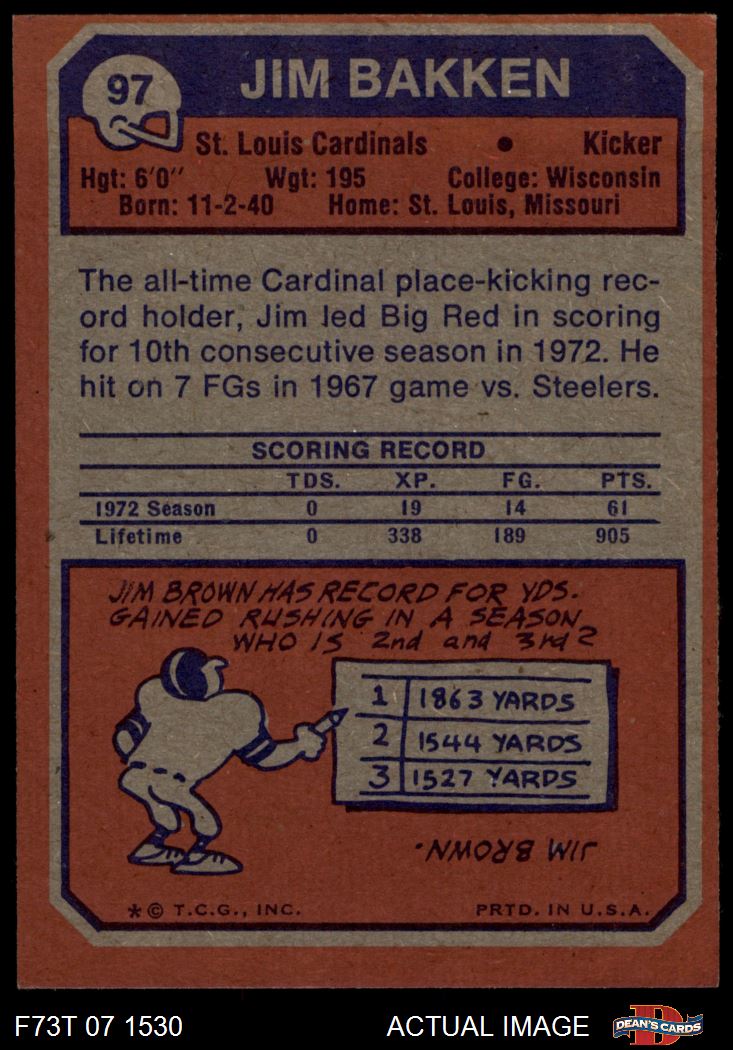 97
JIM BAKKEN
St. Louis Cardinals • Kicker
Hgt: 6'0" Wgt: 195 College: Wisconsin
Born: 11-2-40 Home: St. Louis, Missouri
The all-time Cardinal place-kicking rec-
ord holder, Jim led Big Red in scoring
for 10th consecutive season in 1972. He
hit on 7 FGs in 1967 game vs. Steelers.
SCORING RECORD
TDS. XP. FG. PTS.
1972 Season 0 19 14 61
Lifetime 0 338 189 905
JIM BROWN HAS RECORD FOR YDS.
GAINED RUSHING IN A SEASON.
WHO IS 2nd and 3rd?
1 1863 YARDS
2 1544 YARDS
3 1527 YARDS
JIM BROWN.
*© T.C.G., INC. PRTD. IN U.S.A.
F73T 07 1530 ACTUAL IMAGE D DEAN'S CARDS